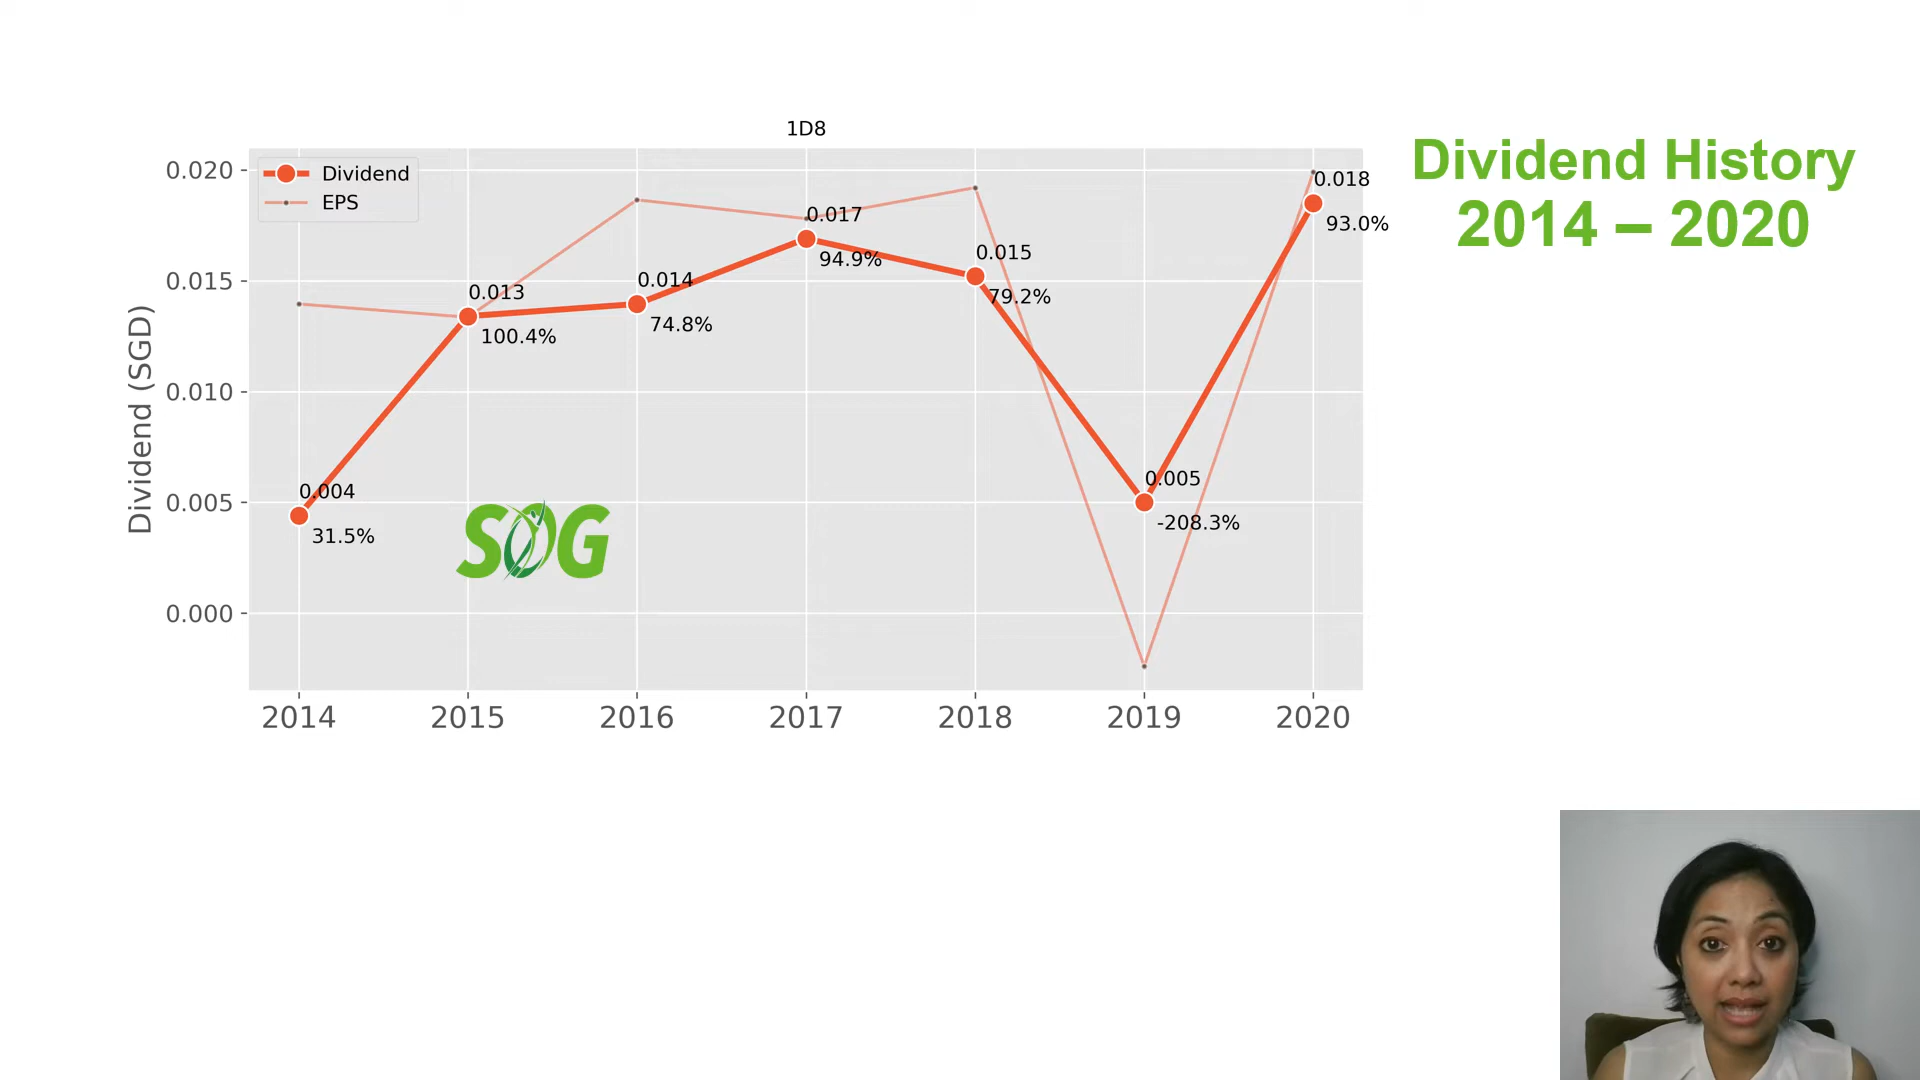 1D8
Dividend History
2014 – 2020
Dividend
EPS
Dividend (SGD)
0.020
0.015
0.010
0.005
0.000
0.004
31.5%
0.013
100.4%
0.014
74.8%
0.017
94.9%
0.015
79.2%
0.005
-208.3%
0.018
93.0%
SOG
2014 2015 2016 2017 2018 2019 2020